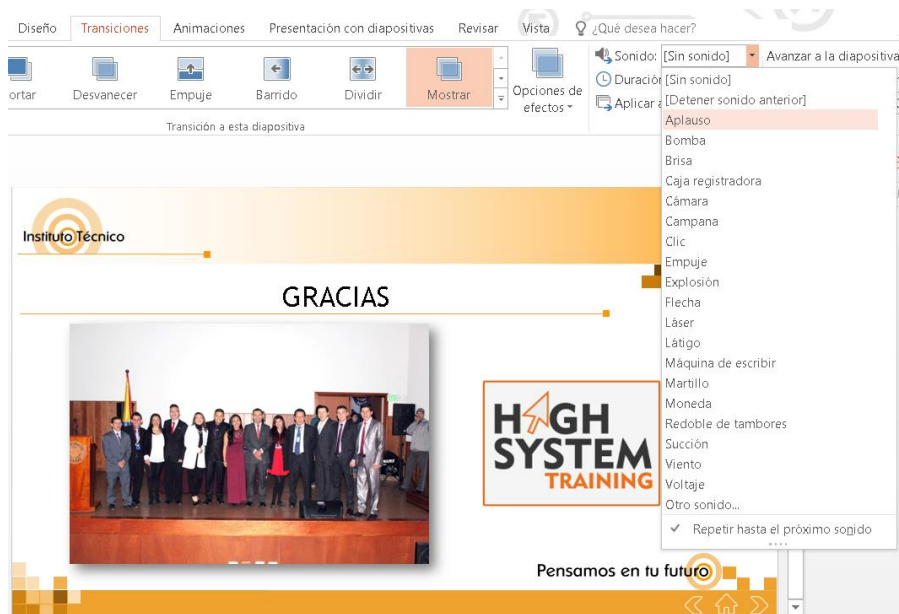 Diseño Transiciones Animaciones Presentación con diapositivas Revisar Vista ¿Qué desea hacer?
ortar Desvanecer Empuje Barrido Dividir Mostrar
Opciones de
efectos
Transición a esta diapositiva
Sonido: [Sin sonido] Avanzar a la diapositiva
Duración
Aplicar a
[Sin sonido]
[Detener sonido anterior]
Aplauso
Bomba
Brisa
Caja registradora
Cámara
Campana
Clic
Empuje
Explosión
Flecha
Láser
Látigo
Máquina de escribir
Martillo
Moneda
Redoble de tambores
Succión
Viento
Voltaje
Otro sonido...
Repetir hasta el próximo sonido
Instituto Técnico
GRACIAS
HIGH
SYSTEM
TRAINING
Pensamos en tu futuro